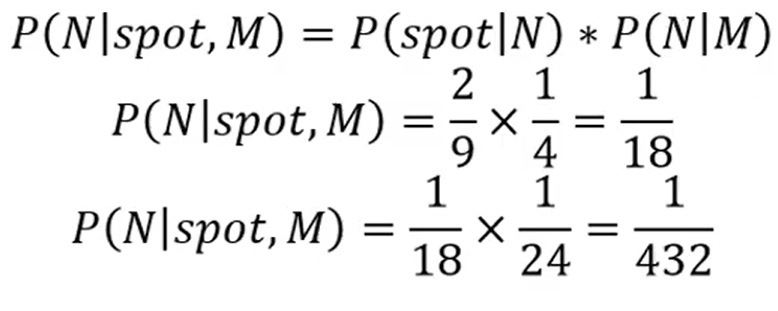 P(N|spot, M) = P(spot|N) * P(N|M)
P(N|spot, M) = 2/9 × 1/4 = 1/18
P(N|spot, M) = 1/18 × 1/24 = 1/432